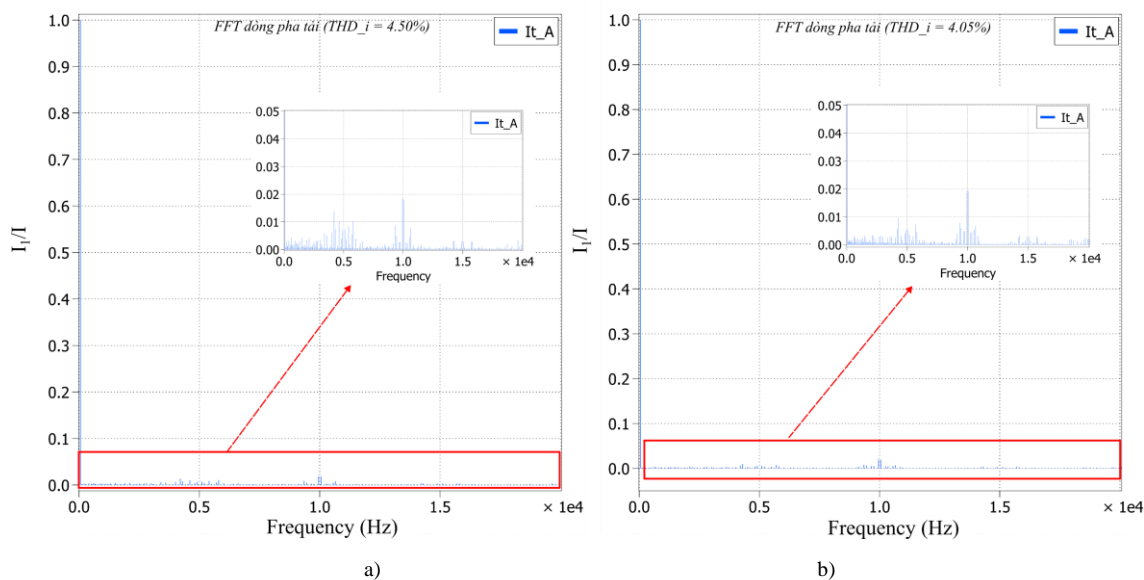 FFT dòng pha tải (THD_i = 4.50%)
It_A
1.0
0.9
0.8
0.7
0.6
0.5
0.4
0.3
0.2
0.1
0.0
I₁/I
0.05
0.04
0.03
0.02
0.01
0.00
It_A
0.0 0.5 1.0 1.5 × 1e4
Frequency
0.0 0.5 1.0 1.5 × 1e4
Frequency (Hz)
a)
FFT dòng pha tải (THD_i = 4.05%)
It_A
1.0
0.9
0.8
0.7
0.6
0.5
0.4
0.3
0.2
0.1
0.0
I₁/I
0.05
0.04
0.03
0.02
0.01
0.00
It_A
0.0 0.5 1.0 1.5 × 1e4
Frequency
0.0 0.5 1.0 1.5 × 1e4
Frequency (Hz)
b)